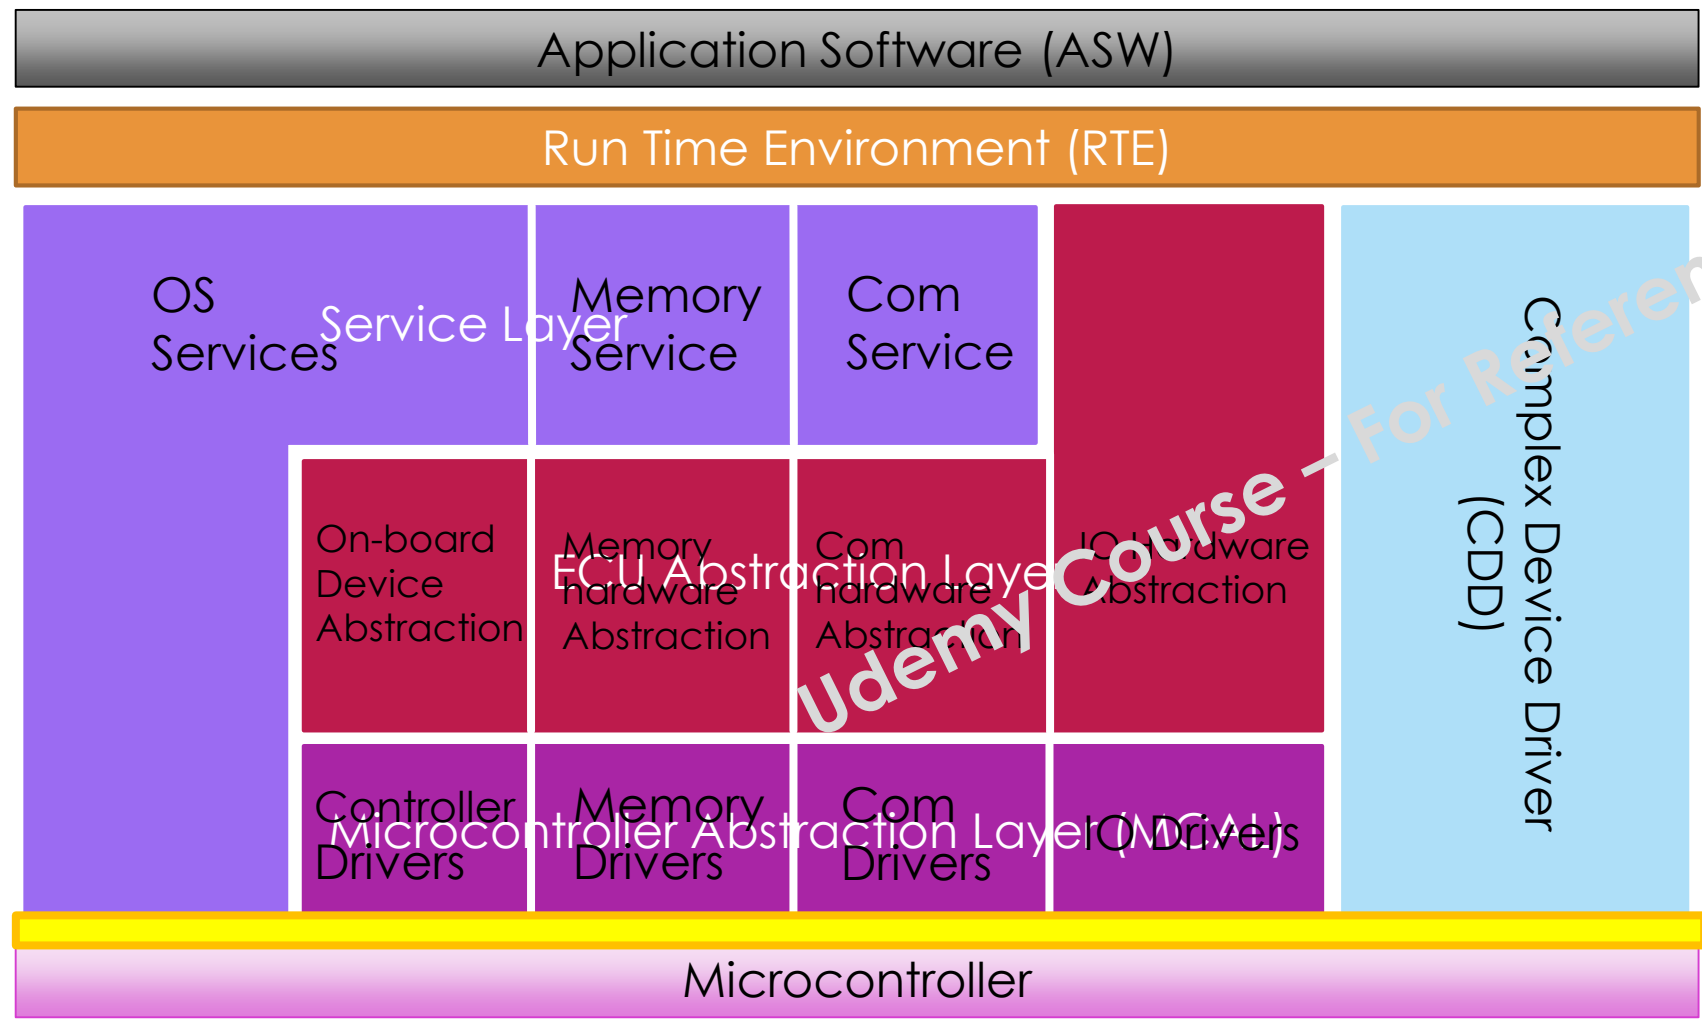 Application Software (ASW)
Run Time Environment (RTE)
OS
Services
Service Layer
Memory
Service
Com
Service
On-board
Device
Abstraction
ECU Abstraction Layer
Memory
hardware
Abstraction
Com
hardware
Abstraction
IO Hardware
Abstraction
Complex Device Driver
(CDD)
Udemy Course – For
Controller
Drivers
Microcontroller Abstraction Layer (MCAL)
Memory
Drivers
Com
Drivers
IO Drivers
Microcontroller